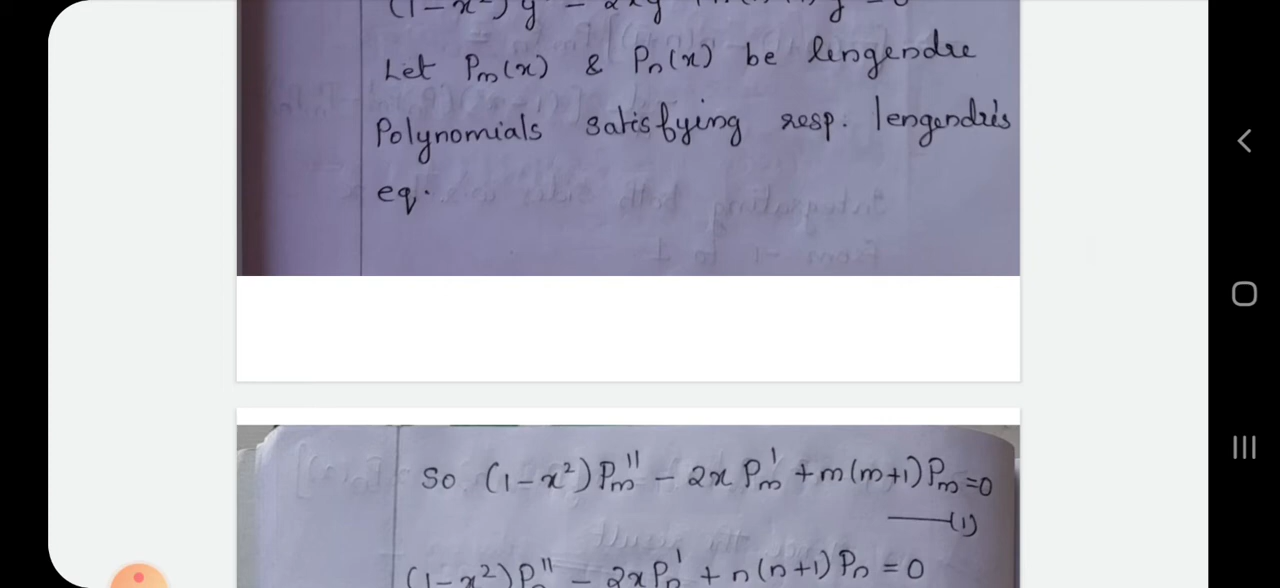 Let Pm(x) & Pn(x) be lengendre
Polynomials satisfying resp. lengendre's
eq.
So (1-x²)Pm'' - 2x Pm' + m(m+1)Pm=0
—(1)
(1-x²)Pn'' - 2xPn' + n(n+1)Pn = 0